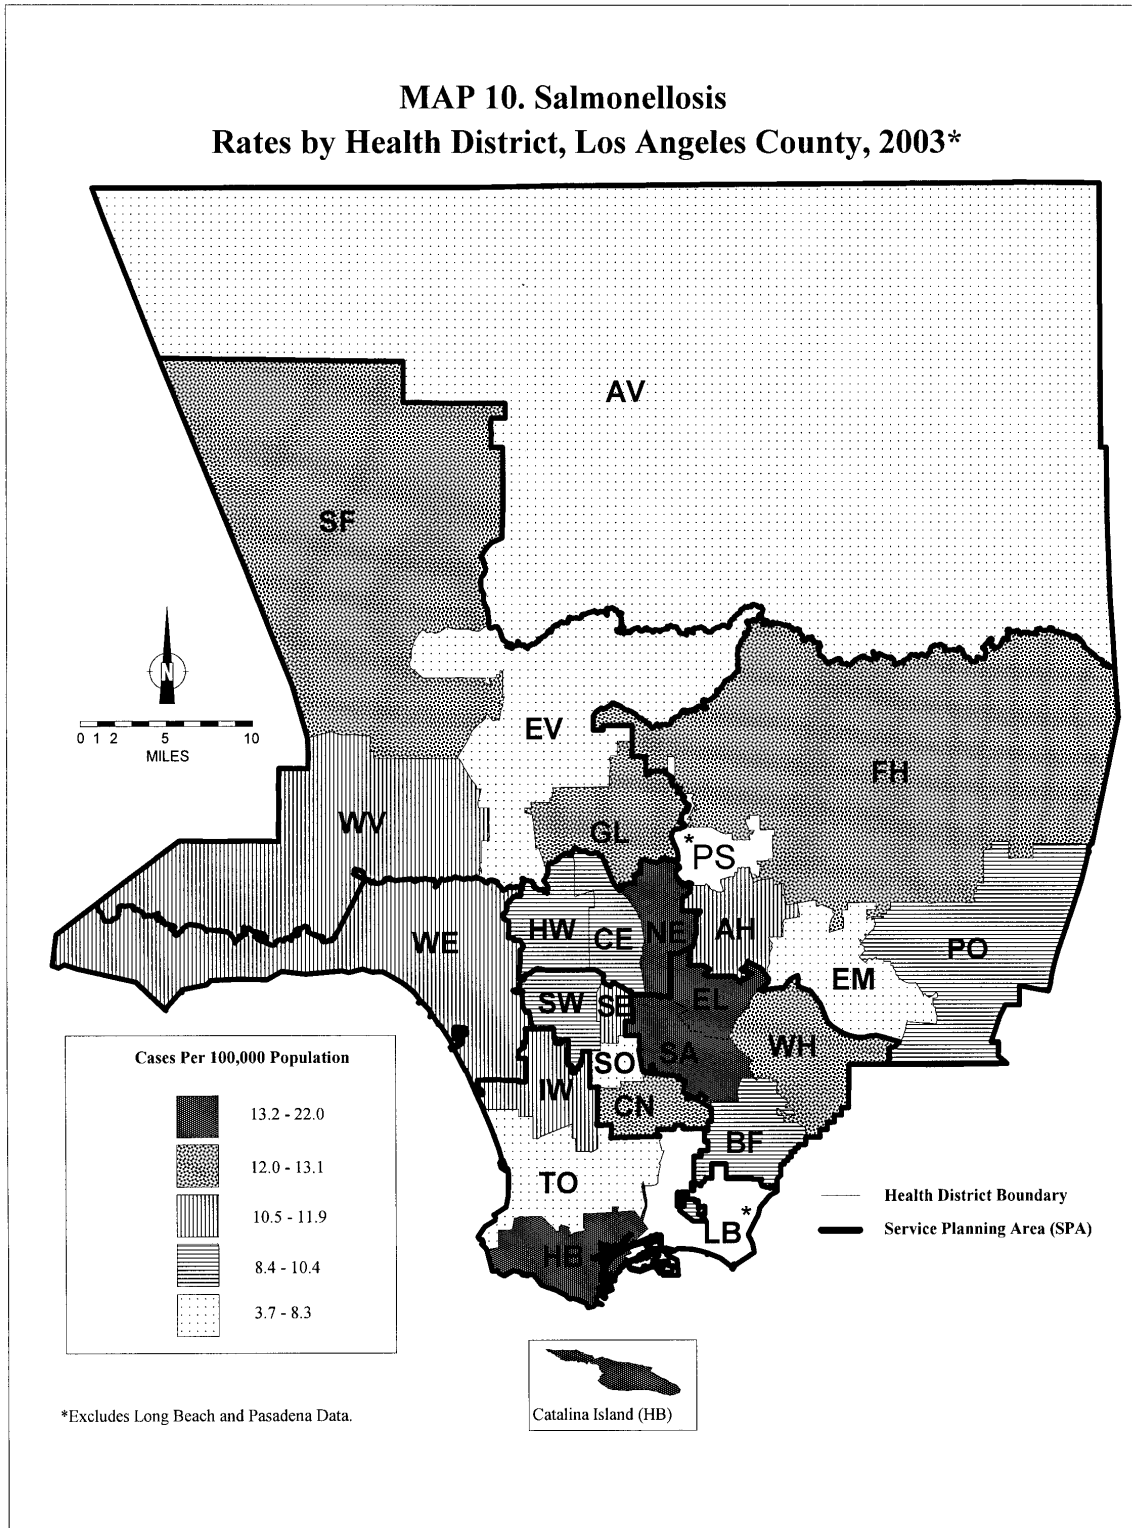 MAP 10. Salmonellosis
Rates by Health District, Los Angeles County, 2003*
AV
SF
N
0 1 2 5 10
MILES
EV
FH
WV
GL
*PS
HW
CE
NE
AH
WE
PO
EM
SW
SE
EL
SO
SA
WH
IW
CN
BF
TO
LB*
HB
Cases Per 100,000 Population
13.2 - 22.0
12.0 - 13.1
10.5 - 11.9
8.4 - 10.4
3.7 - 8.3
Health District Boundary
Service Planning Area (SPA)
*Excludes Long Beach and Pasadena Data.
Catalina Island (HB)